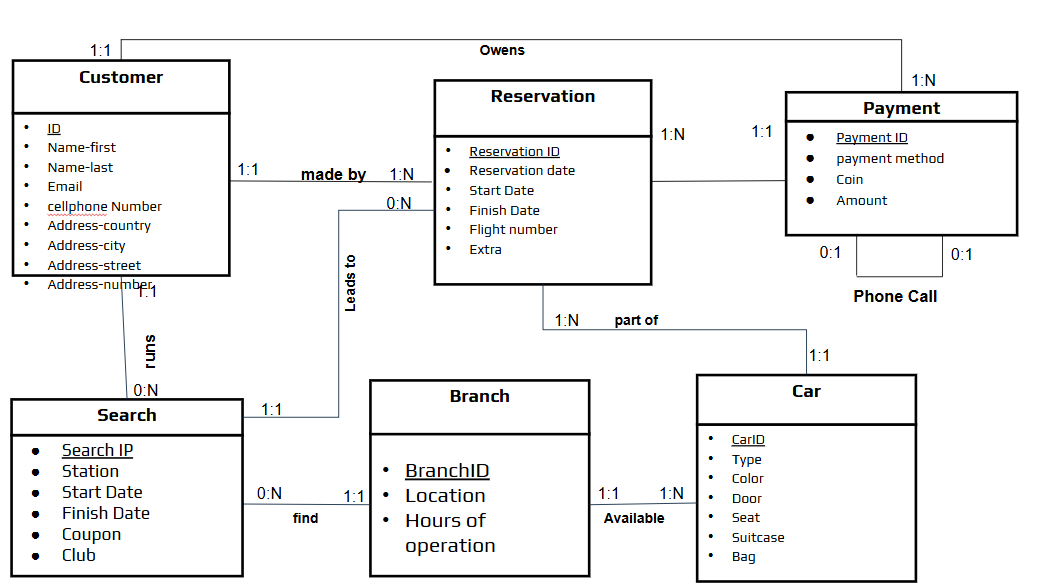 1:1
Owens
1:N
Customer
ID
Name-first
Name-last
Email
cellphone Number
Address-country
Address-city
Address-street
Address-number
1:1
made by
1:N
0:N
Reservation
Reservation ID
Reservation date
Start Date
Finish Date
Flight number
Extra
1:N
1:1
Payment
Payment ID
payment method
Coin
Amount
0:1
0:1
Phone Call
1:1
runs
0:N
Leads to
1:1
1:N
part of
1:1
Search
Search IP
Station
Start Date
Finish Date
Coupon
Club
0:N
1:1
find
Branch
BranchID
Location
Hours of
operation
1:1
1:N
Available
Car
CarID
Type
Color
Door
Seat
Suitcase
Bag